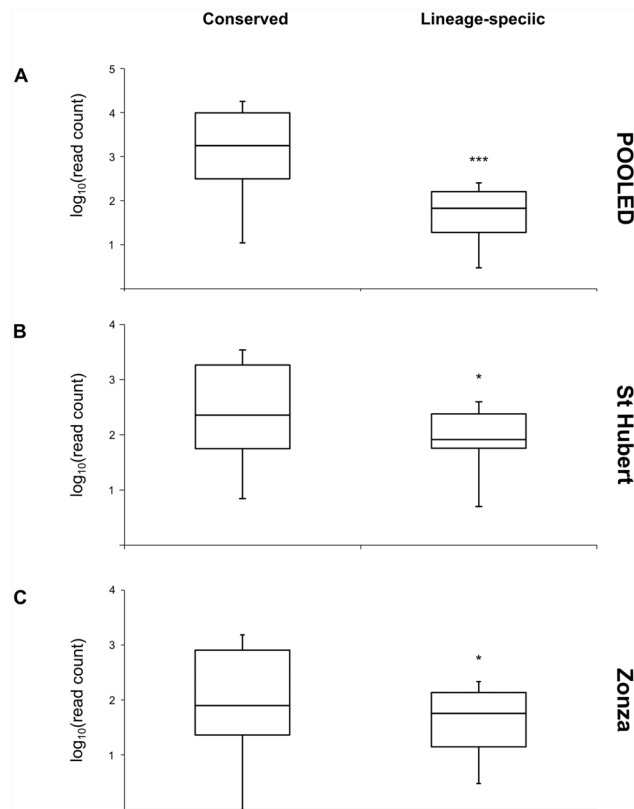 Conserved Lineage-speciic
A
5
4
3
2
1
log10(read count)
***
POOLED
B
4
3
2
1
log10(read count)
*
St Hubert
C
4
3
2
1
log10(read count)
*
Zonza